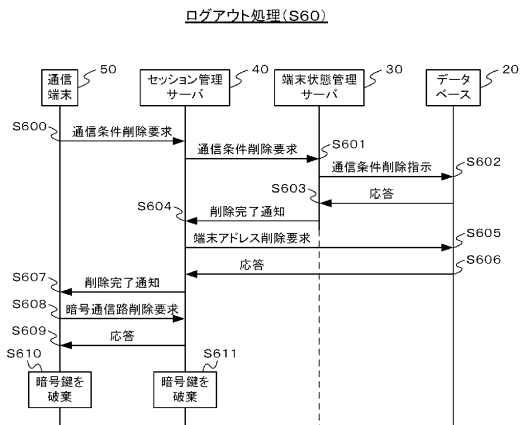 ログアウト処理(S60)
50
40
30
20
通信
端末
セッション管理
サーバ
端末状態管理
サーバ
データ
ベース
S600
通信条件削除要求
通信条件削除要求
S601
通信条件削除指示
S602
S603
応答
S604
削除完了通知
端末アドレス削除要求
S605
応答
S606
S607
削除完了通知
S608
暗号通信路削除要求
S609
応答
S610
S611
暗号鍵を
破棄
暗号鍵を
破棄